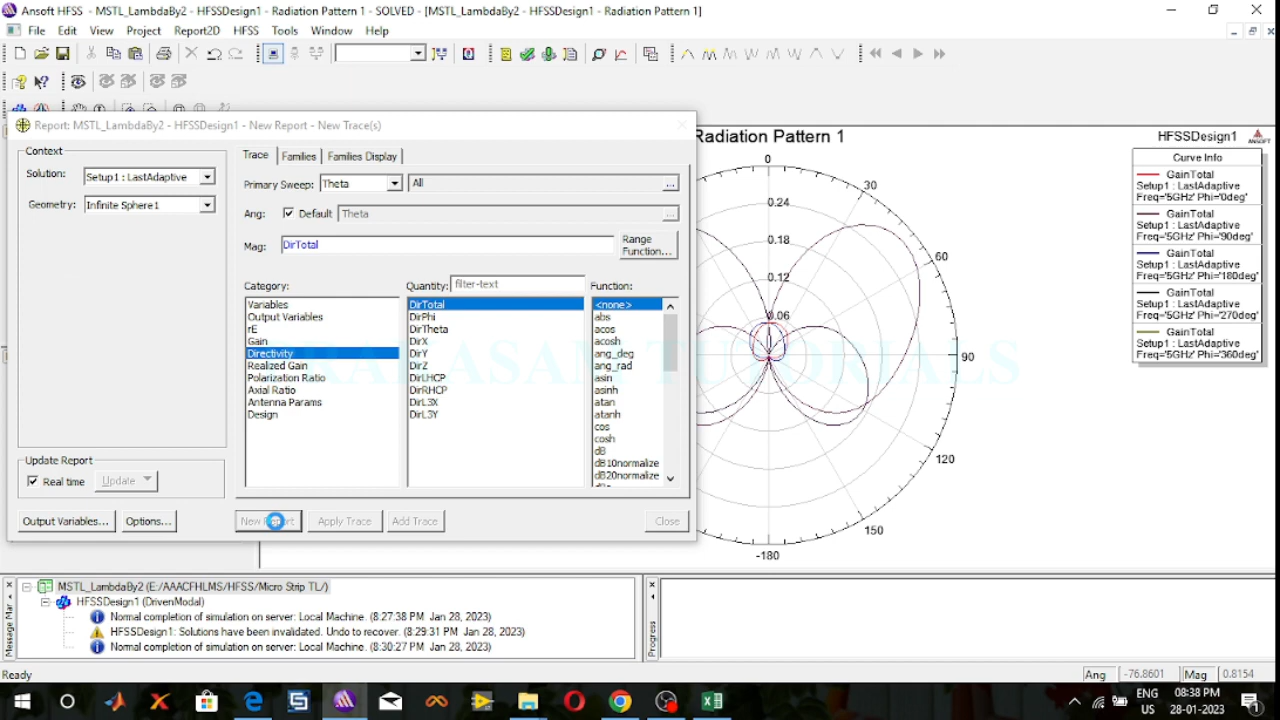 Ansoft HFSS - MSTL_LambdaBy2 - HFSSDesign1 - Radiation Pattern 1 - SOLVED - [MSTL_LambdaBy2 - HFSSDesign1 - Radiation Pattern 1]
File Edit View Project Report2D HFSS Tools Window Help
Report: MSTL_LambdaBy2 - HFSSDesign1 - New Report - New Trace(s)
Context
Solution: Setup1 : LastAdaptive
Geometry: Infinite Sphere1
Trace Families Families Display
Primary Sweep: Theta All ...
Ang: Default Theta ...
Mag: DirTotal
Range Function...
Category:
Variables
Output Variables
rE
Gain
Directivity
Realized Gain
Polarization Ratio
Axial Ratio
Antenna Params
Design
Quantity: filter-text
DirTotal
DirPhi
DirTheta
DirX
DirY
DirZ
DirLHCP
DirRHCP
DirL3X
DirL3Y
Function:
<none>
abs
acos
acosh
ang_deg
ang_rad
asin
asinh
atan
atanh
cos
cosh
dB
dB10normalize
dB20normalize
Update Report
Real time Update
Output Variables... Options... New Report Apply Trace Add Trace Close
Radiation Pattern 1
HFSSDesign1
ANSOFT
0
30
60
90
120
150
-180
0.24
0.18
0.12
0.06
Curve Info
GainTotal
Setup1 : LastAdaptive
Freq='5GHz' Phi='0deg'
GainTotal
Setup1 : LastAdaptive
Freq='5GHz' Phi='90deg'
GainTotal
Setup1 : LastAdaptive
Freq='5GHz' Phi='180deg'
GainTotal
Setup1 : LastAdaptive
Freq='5GHz' Phi='270deg'
GainTotal
Setup1 : LastAdaptive
Freq='5GHz' Phi='360deg'
TUTORIALS
Message Mar
MSTL_LambdaBy2 (E:/AAACFHLMS/HFSS/Micro Strip TL/)
HFSSDesign1 (DrivenModal)
Normal completion of simulation on server: Local Machine. (8:27:38 PM Jan 28, 2023)
HFSSDesign1: Solutions have been invalidated. Undo to recover. (8:29:31 PM Jan 28, 2023)
Normal completion of simulation on server: Local Machine. (8:30:27 PM Jan 28, 2023)
Progress
Ready
Ang -76.8601 Mag 0.8154
ENG
US
08:38 PM
28-01-2023
1